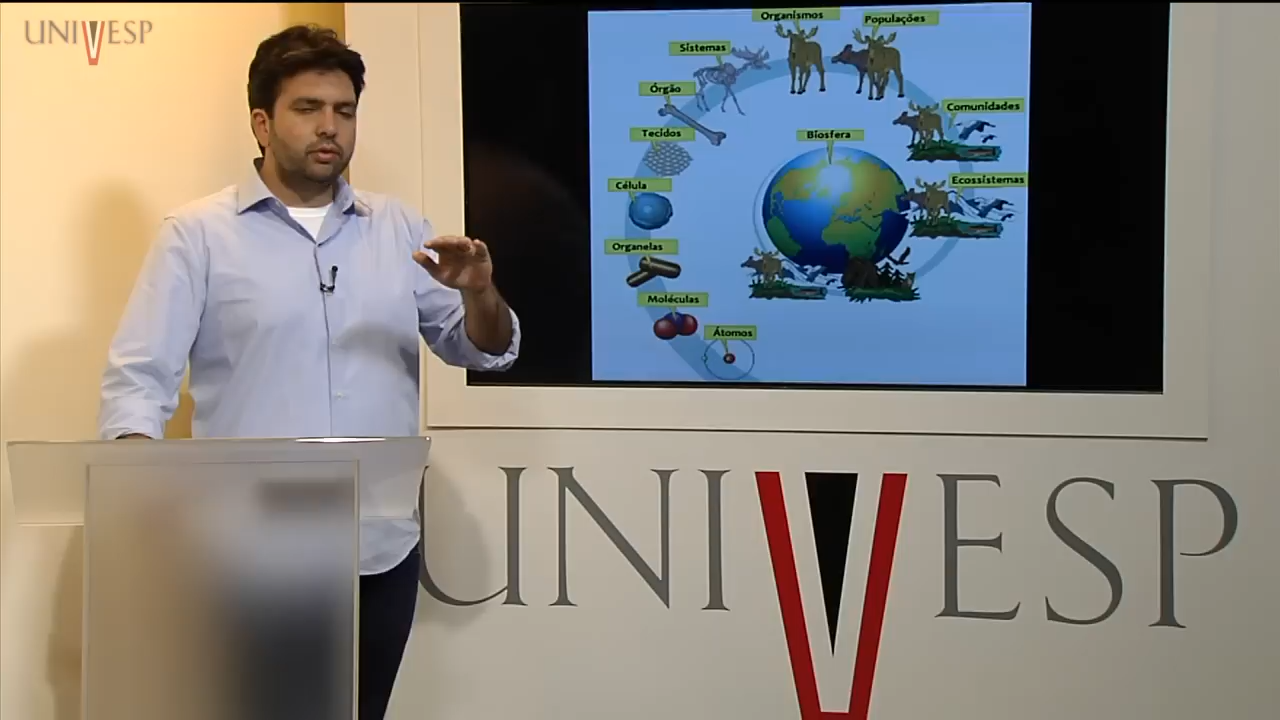 UNIVESP
Organismos
Populações
Sistemas
Órgão
Comunidades
Tecidos
Biosfera
Célula
Ecossistemas
Organelas
Moléculas
Átomos
UNIVESP